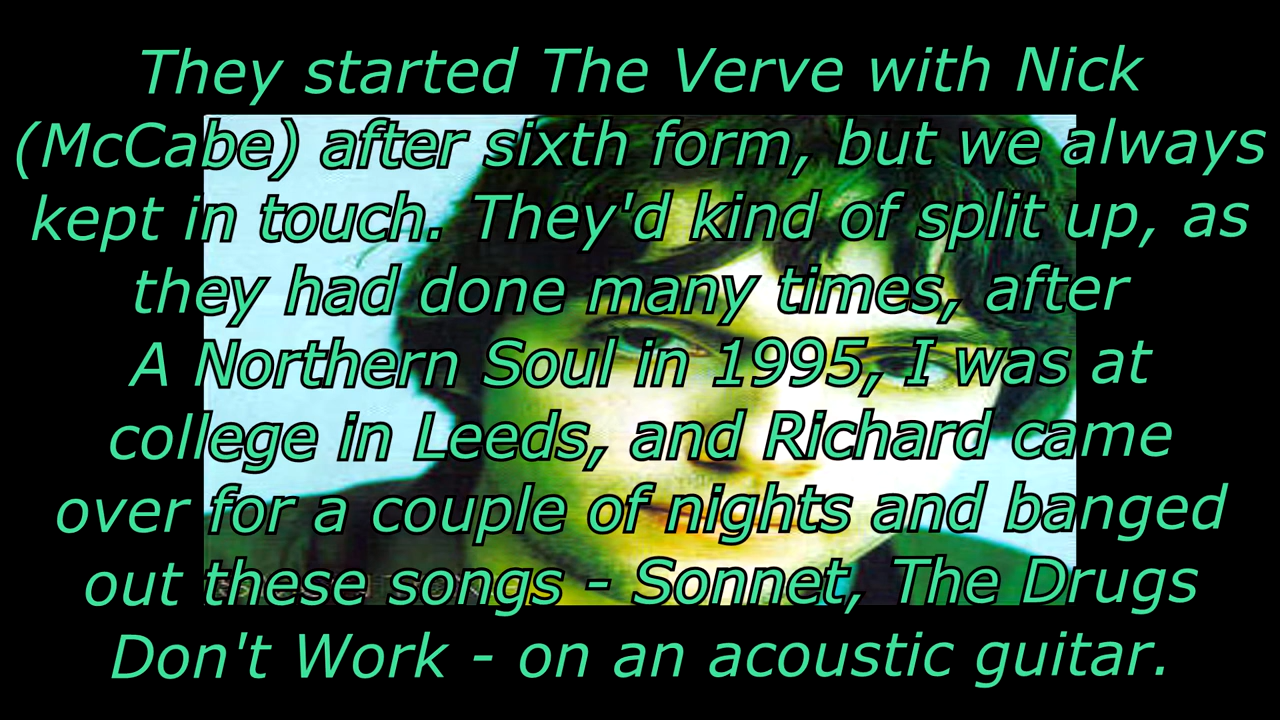 They started The Verve with Nick
(McCabe) after sixth form, but we always
kept in touch. They'd kind of split up, as
they had done many times, after
A Northern Soul in 1995, I was at
college in Leeds, and Richard came
over for a couple of nights and banged
out these songs - Sonnet, The Drugs
Don't Work - on an acoustic guitar.